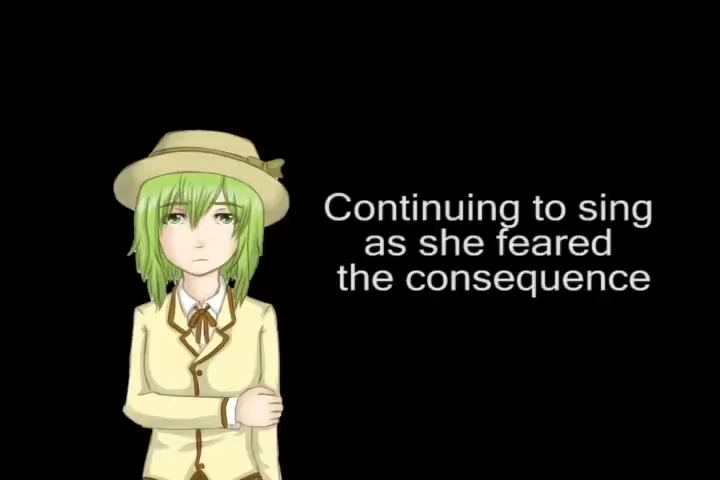 Continuing to sing
as she feared
the consequence